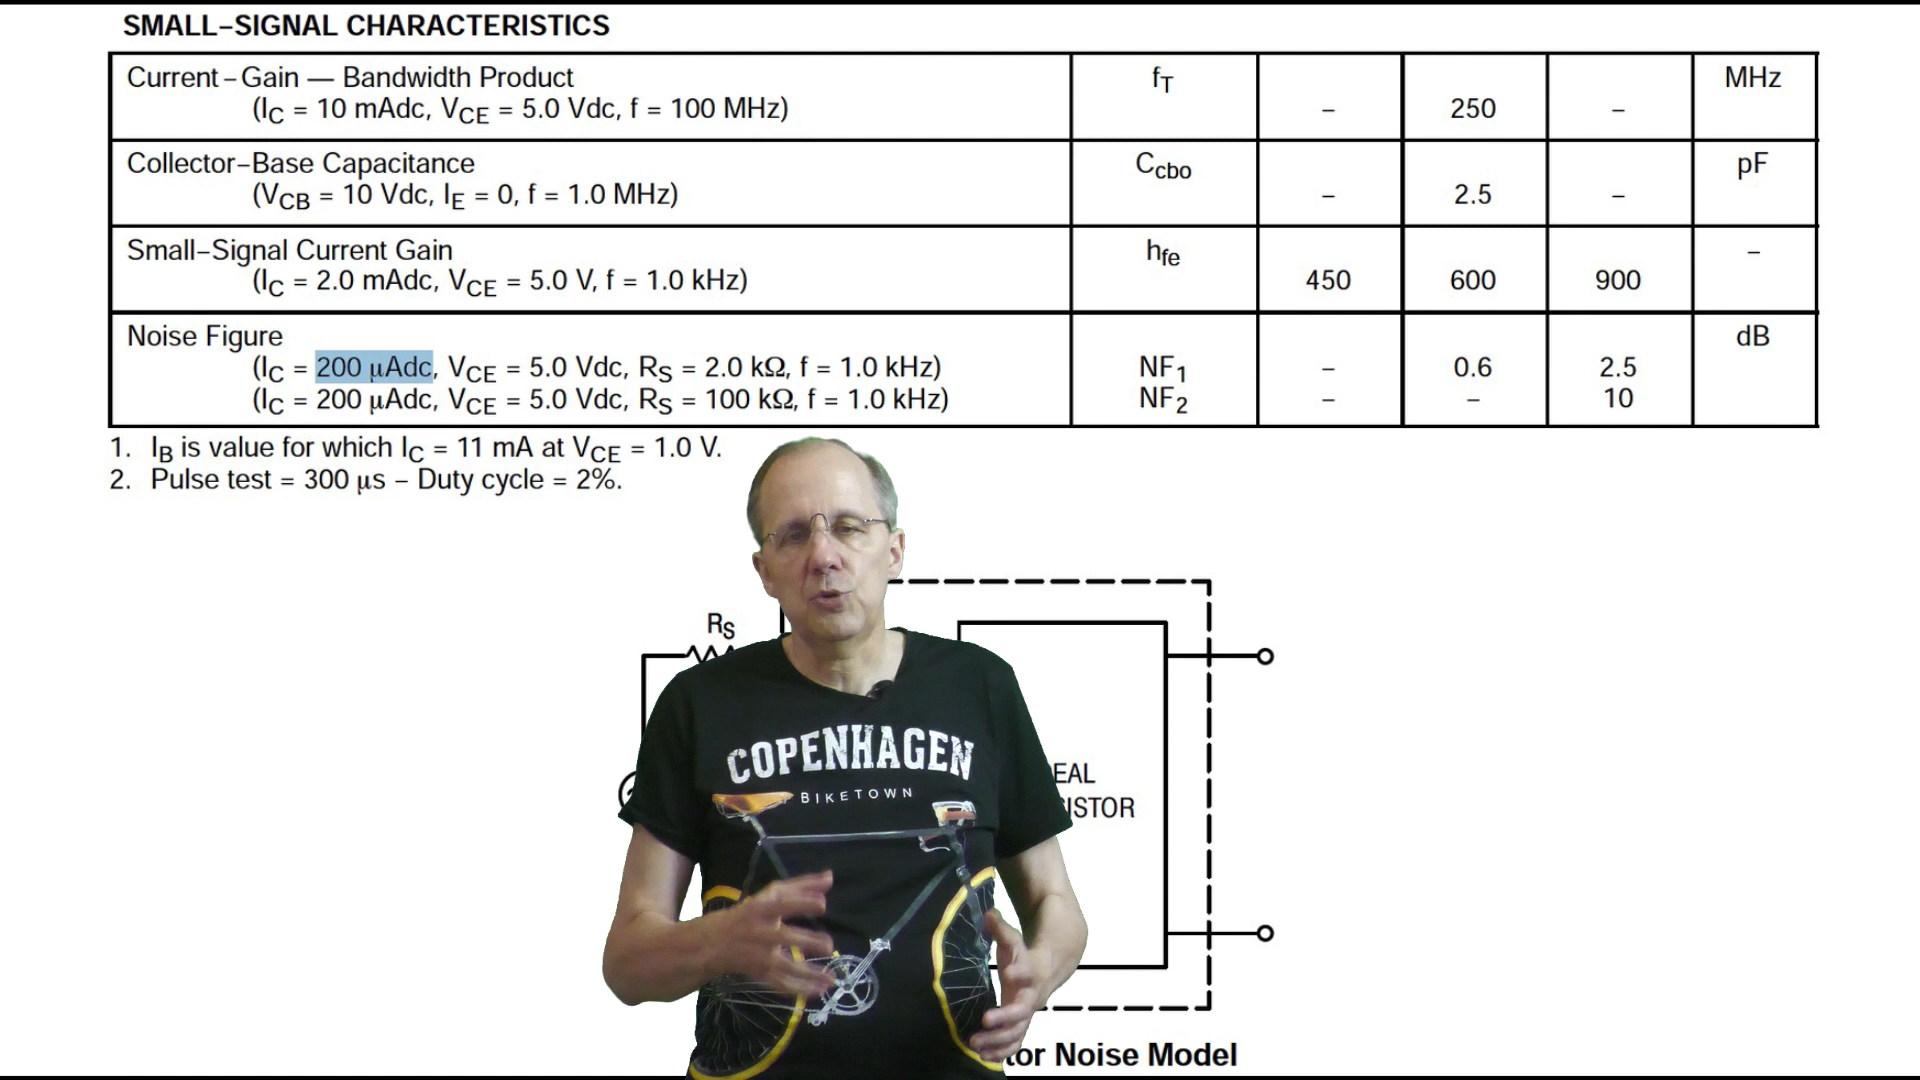 SMALL–SIGNAL CHARACTERISTICS
Current–Gain — Bandwidth Product
(IC = 10 mAdc, VCE = 5.0 Vdc, f = 100 MHz)
fT
–
250
–
MHz
Collector–Base Capacitance
(VCB = 10 Vdc, IE = 0, f = 1.0 MHz)
Ccbo
–
2.5
–
pF
Small–Signal Current Gain
(IC = 2.0 mAdc, VCE = 5.0 V, f = 1.0 kHz)
hfe
450
600
900
–
Noise Figure
(IC = 200 μAdc, VCE = 5.0 Vdc, RS = 2.0 kΩ, f = 1.0 kHz)
NF1
–
0.6
2.5
dB
(IC = 200 μAdc, VCE = 5.0 Vdc, RS = 100 kΩ, f = 1.0 kHz)
NF2
–
–
10
1. IB is value for which IC = 11 mA at VCE = 1.0 V.
2. Pulse test = 300 μs – Duty cycle = 2%.
RS
COPENHAGEN
BIKETOWN
Noise Model